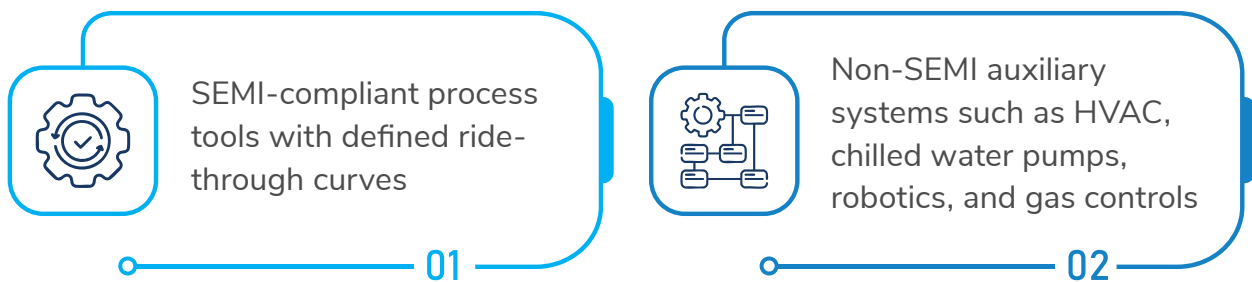 SEMI-compliant process
tools with defined ride-
through curves
01
Non-SEMI auxiliary
systems such as HVAC,
chilled water pumps,
robotics, and gas controls
02